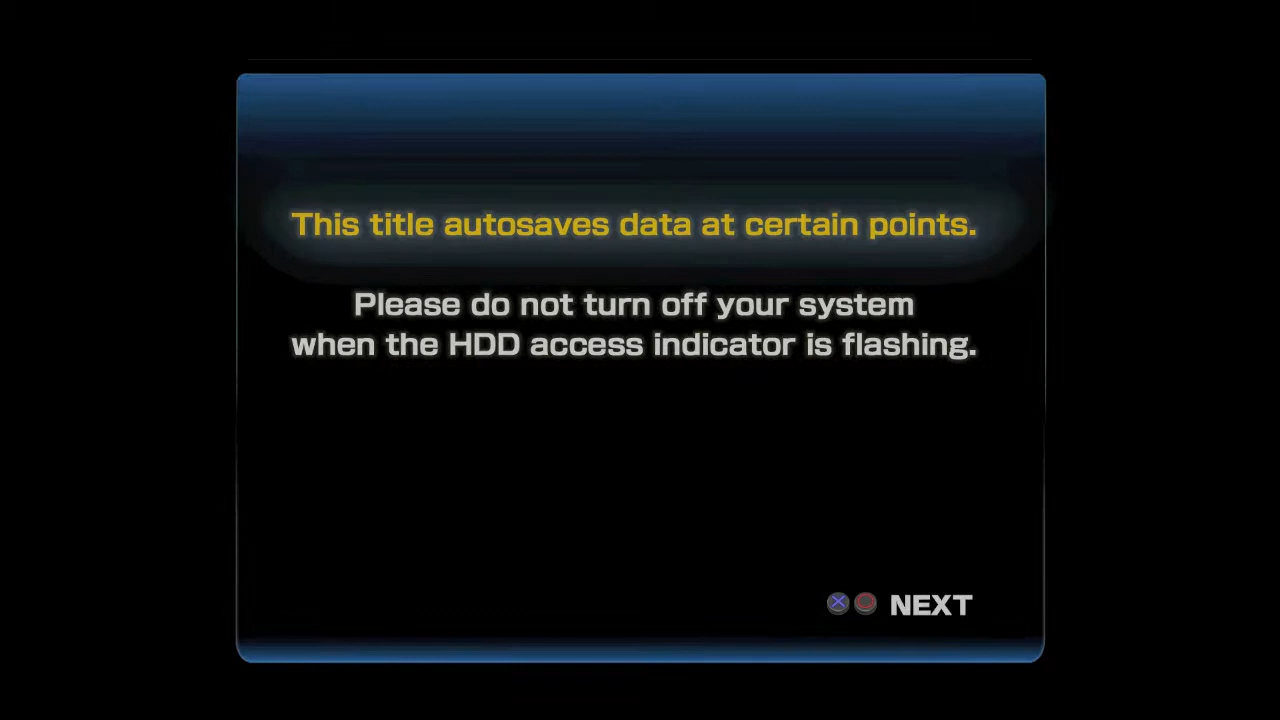 This title autosaves data at certain points.
Please do not turn off your system
when the HDD access indicator is flashing.
NEXT